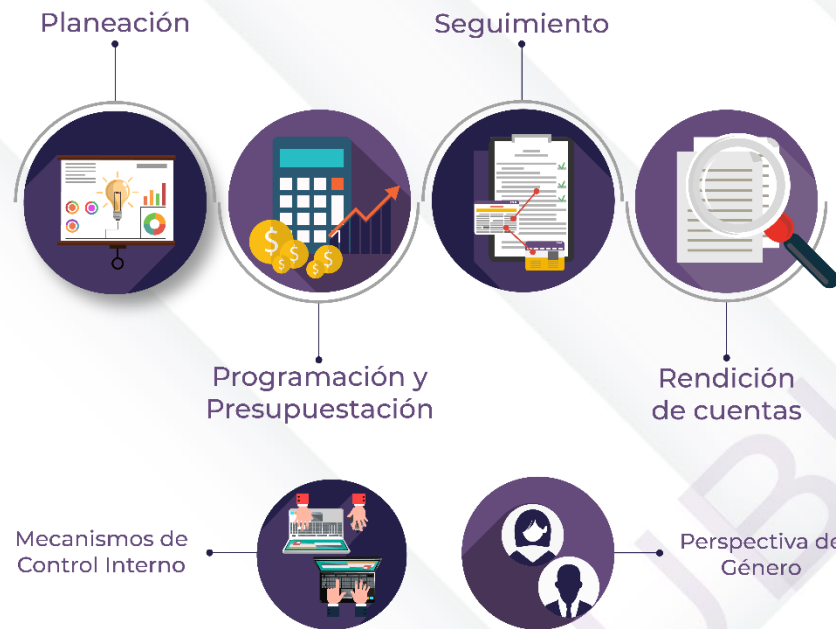 Planeación
Seguimiento
Programación y
Presupuestación
Rendición
de cuentas
Mecanismos de
Control Interno
Perspectiva de
Género